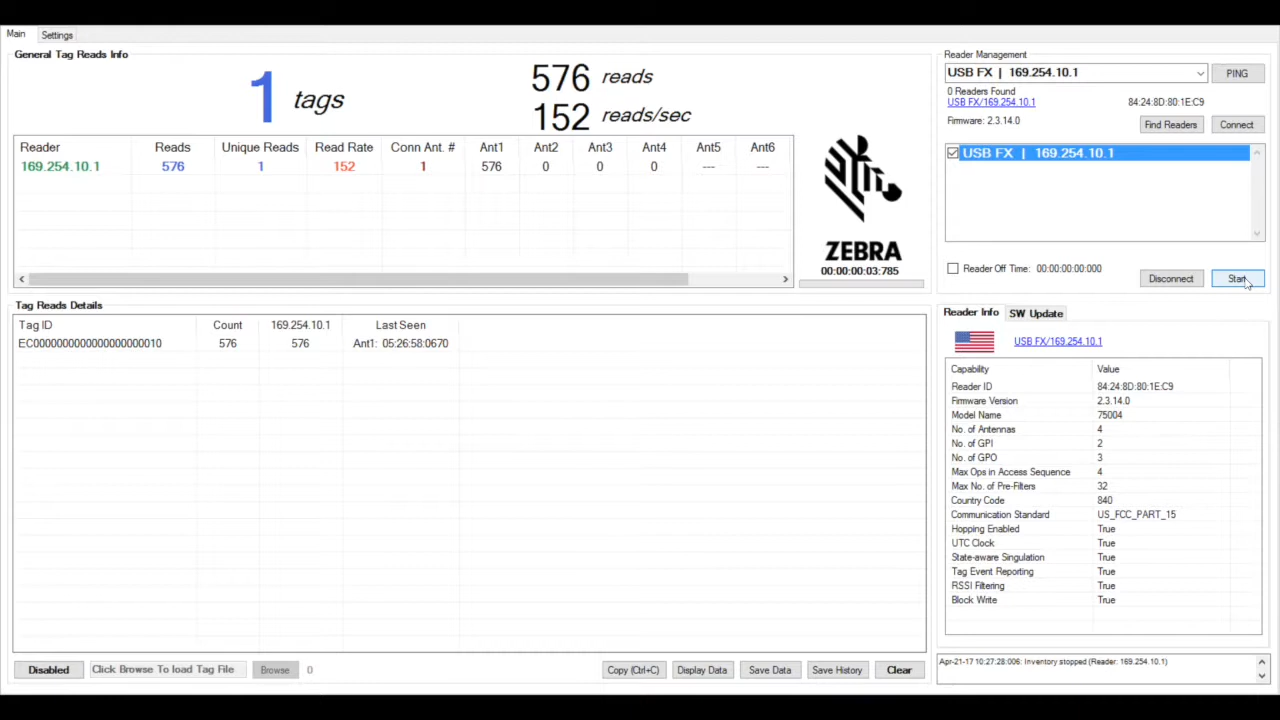 Main Settings
General Tag Reads Info
1 tags
576 reads
152 reads/sec
Reader Reads Unique Reads Read Rate Conn Ant. # Ant1 Ant2 Ant3 Ant4 Ant5 Ant6
169.254.10.1 576 1 152 1 576 0 0 0 --- ---
ZEBRA
00:00:00:03:785
Reader Management
USB FX | 169.254.10.1 PING
0 Readers Found
USB FX/169.254.10.1 84:24:8D:80:1E:C9
Firmware: 2.3.14.0 Find Readers Connect
USB FX | 169.254.10.1
Reader Off Time: 00:00:00:00:000
Disconnect Start
Tag Reads Details
Tag ID Count 169.254.10.1 Last Seen
EC0000000000000000000010 576 576 Ant1: 05:26:58:0670
Reader Info SW Update
USB FX/169.254.10.1
Capability Value
Reader ID 84:24:8D:80:1E:C9
Firmware Version 2.3.14.0
Model Name 75004
No. of Antennas 4
No. of GPI 2
No. of GPO 3
Max Ops in Access Sequence 4
Max No. of Pre-Filters 32
Country Code 840
Communication Standard US_FCC_PART_15
Hopping Enabled True
UTC Clock True
State-aware Singulation True
Tag Event Reporting True
RSSI Filtering True
Block Write True
Disabled Click Browse To load Tag File Browse 0 Copy (Ctrl+C) Display Data Save Data Save History Clear
Apr-21-17 10:27:28:006: Inventory stopped (Reader: 169.254.10.1)